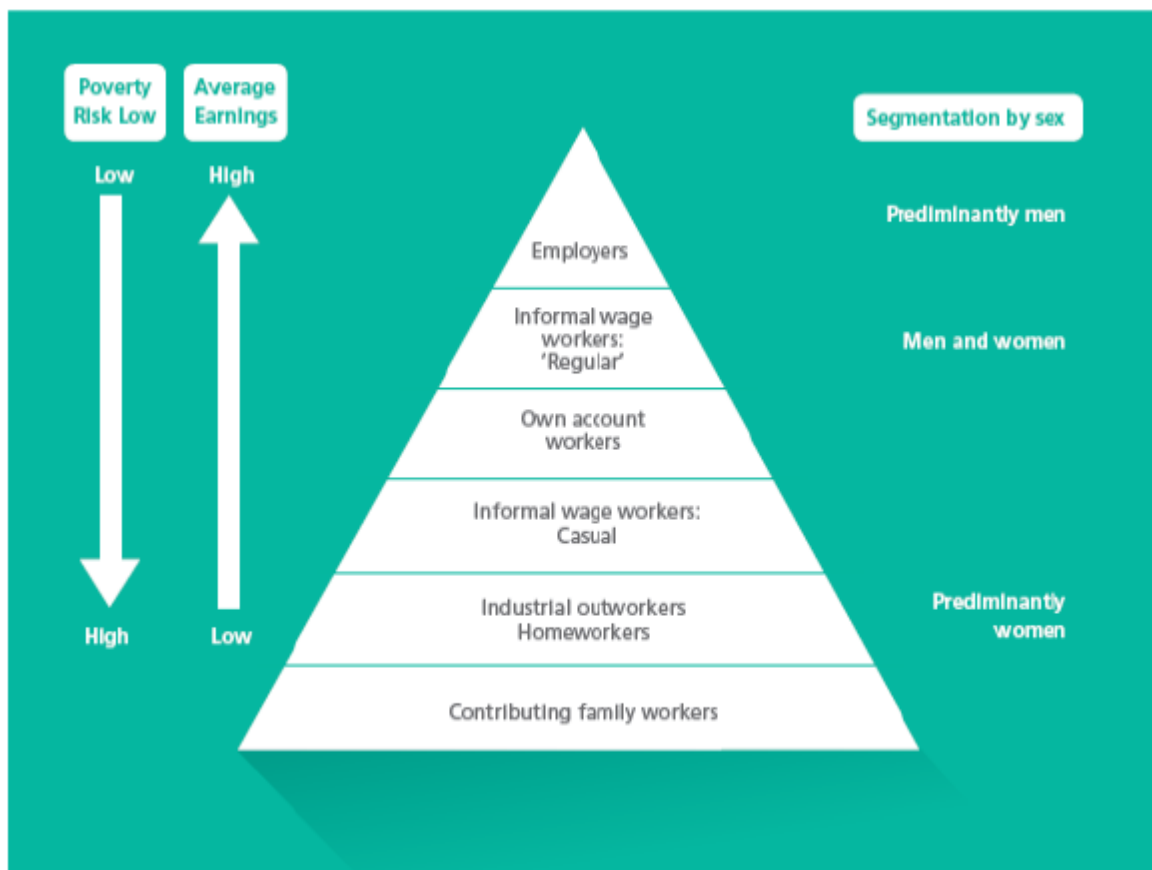 Poverty
Risk Low
Average
Earnings
Segmentation by sex
Low
High
Prediminantly men
Employers
Informal wage
workers:
‘Regular’
Men and women
Own account
workers
Informal wage workers:
Casual
Industrial outworkers
Homeworkers
Prediminantly
women
High
Low
Contributing family workers